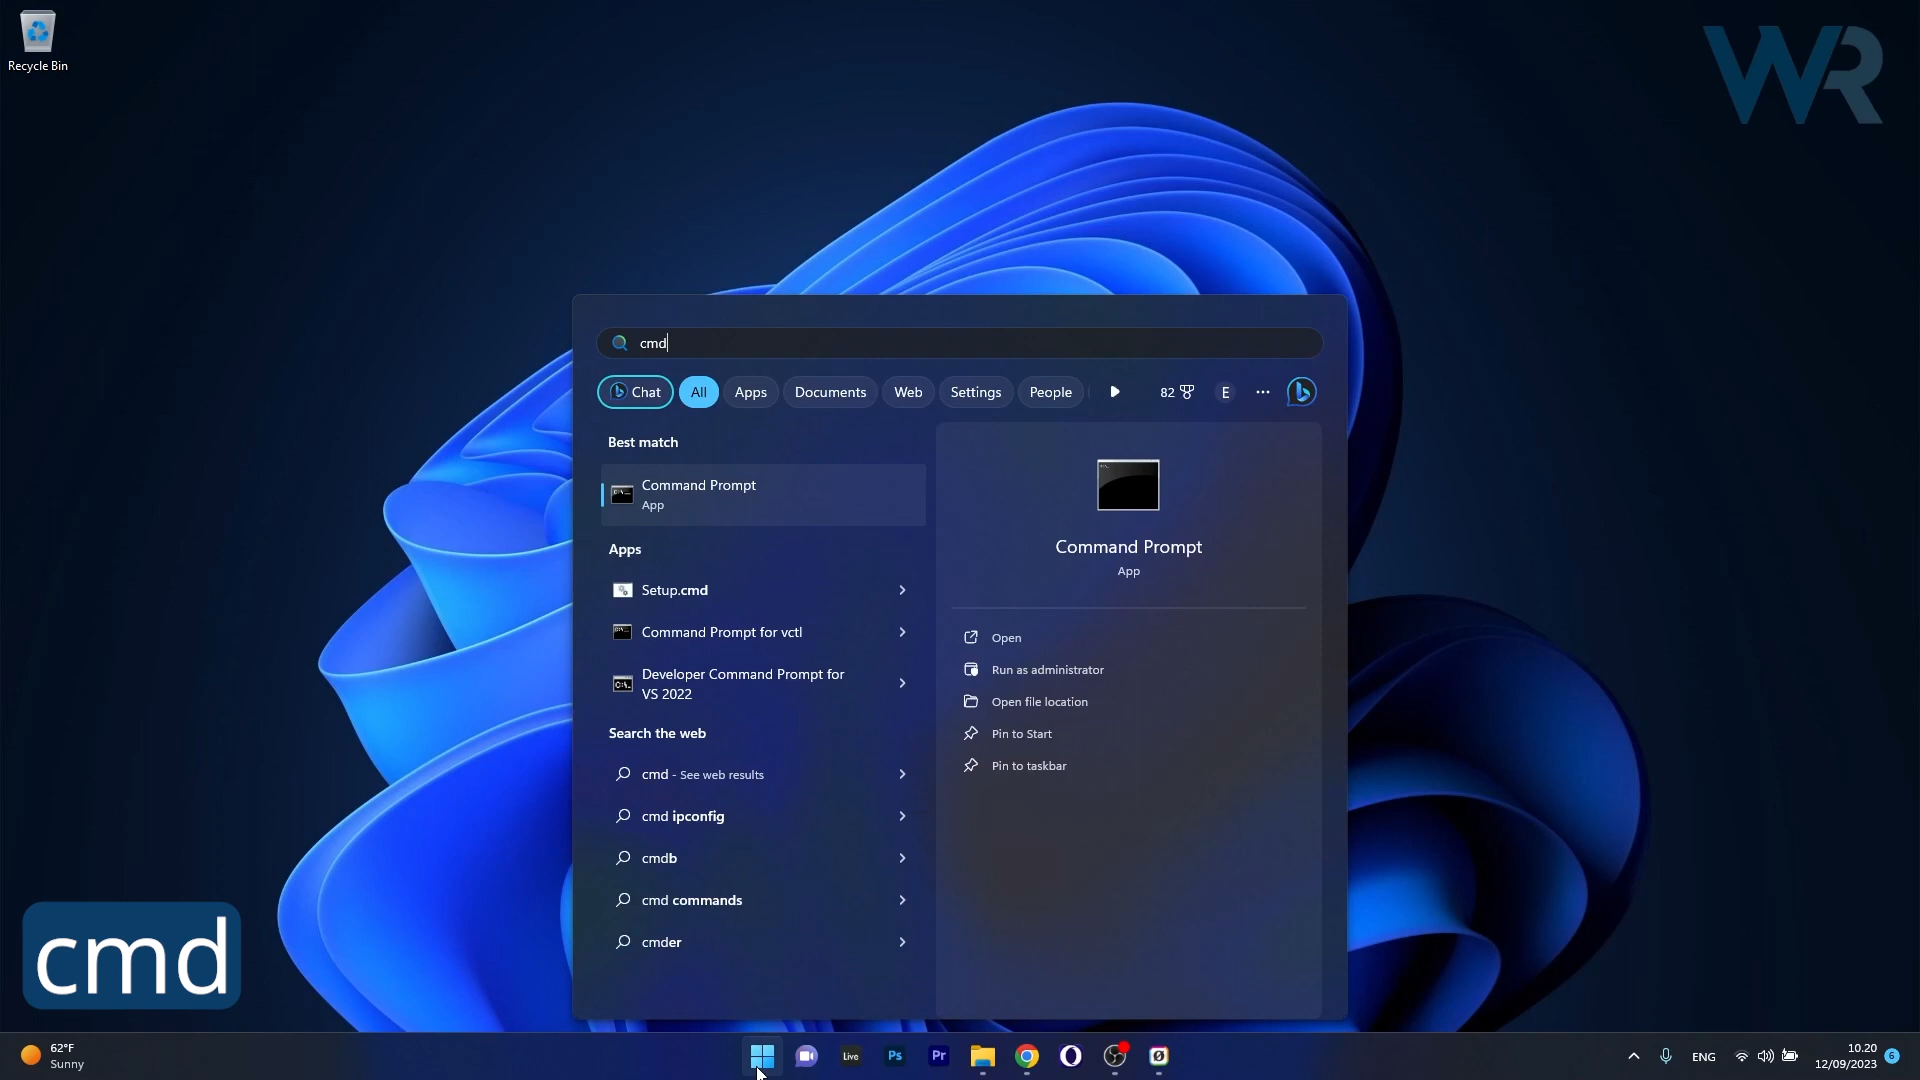 Recycle Bin
WR
cmd
Chat
All
Apps
Documents
Web
Settings
People
82
E
Best match
Command Prompt
App
Apps
Setup.cmd
Command Prompt for vctl
Developer Command Prompt for
VS 2022
Search the web
cmd - See web results
cmd ipconfig
cmdb
cmd commands
cmder
Command Prompt
App
Open
Run as administrator
Open file location
Pin to Start
Pin to taskbar
cmd
62°F
Sunny
Live
Ps
Pr
ENG
10.20
12/09/2023
6